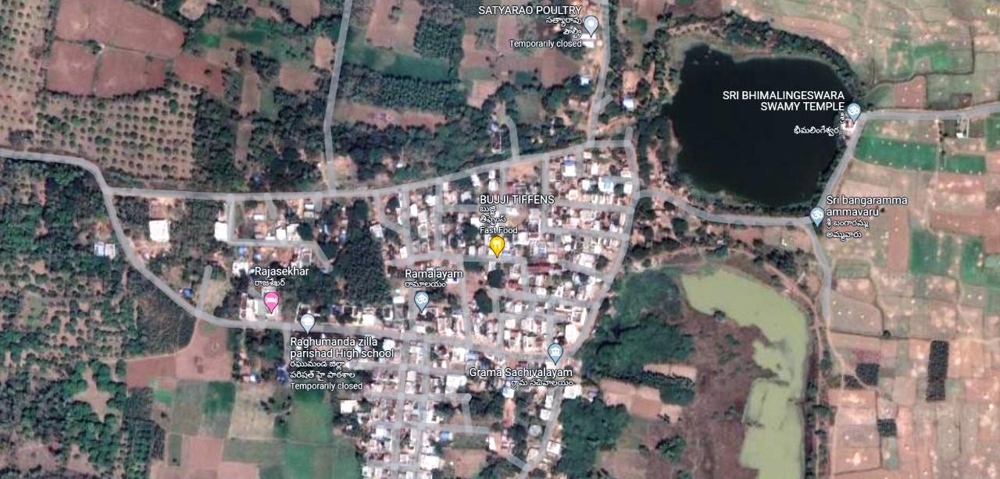 SATYARAO POULTRY
సత్యారావు
పౌల్ట్రీ
Temporarily closed
SRI BHIMALINGESWARA
SWAMY TEMPLE
శ్రీ
భీమలింగేశ్వర...
BUJJI TIFFENS
బుజ్జి
తిఫ్ఫెన్స్
Fast Food
Sri bangaramma
ammavaru
శ్రీ బంగారమ్మ
అమ్మవారు
Rajasekhar
రాజశేఖర్
Ramalayam
రామాలయం
Raghumanda zilla
parishad High school
రఘుమండ జిల్లా
పరిషత్ హై పాఠశాల
Temporarily closed
Grama Sachivalayam
గ్రామ సచివాలయం